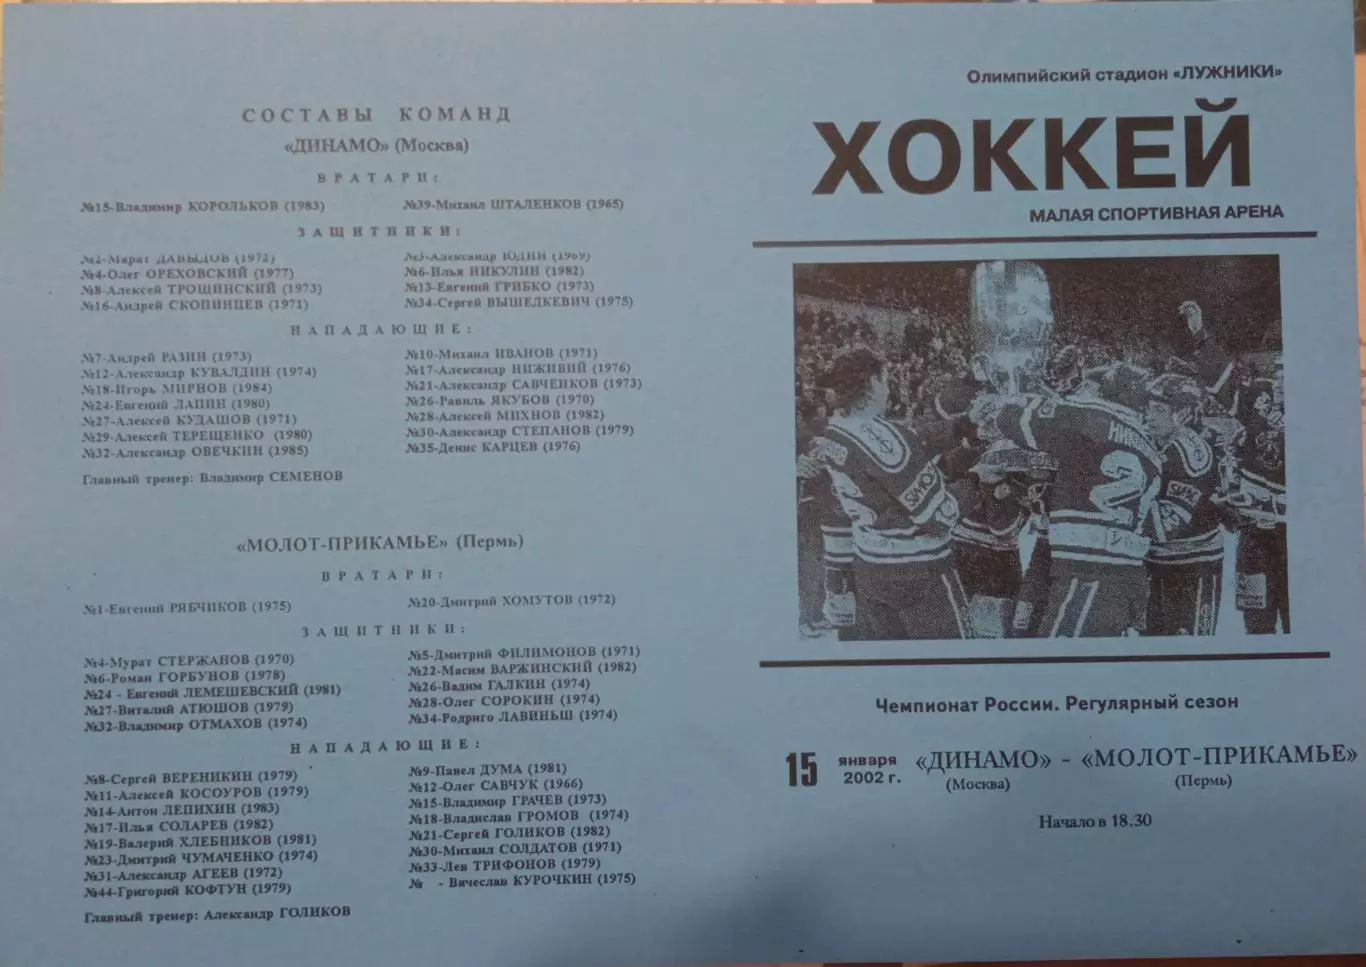 СОСТАВЫ КОМАНД
«ДИНАМО» (Москва)
ВРАТАРИ:
№15-Владимир КОРОЛЬКОВ (1983)
№39-Михаил ШТАЛЕНКОВ (1965)
ЗАЩИТНИКИ:
№2-Марат ДАВЫДОВ (1972)
№3-Александр ЮДИН (1969)
№4-Олег ОРЕХОВСКИЙ (1977)
№6-Илья НИКУЛИН (1982)
№8-Алексей ТРОЩИНСКИЙ (1973)
№13-Евгений ГРИБКО (1973)
№16-Андрей СКОПИНЦЕВ (1971)
№34-Сергей ВЫШЕДКЕВИЧ (1975)
НАПАДАЮЩИЕ:
№7-Андрей РАЗИН (1973)
№10-Михаил ИВАНОВ (1971)
№12-Александр КУВАЛДИН (1974)
№17-Александр НИЖИВИЙ (1976)
№18-Игорь МИРНОВ (1984)
№21-Александр САВЧЕНКОВ (1973)
№24-Евгений ЛАПИН (1980)
№26-Равиль ЯКУБОВ (1970)
№27-Алексей КУДАШОВ (1971)
№28-Алексей МИХНОВ (1982)
№29-Алексей ТЕРЕЩЕНКО (1980)
№30-Александр СТЕПАНОВ (1979)
№32-Александр ОВЕЧКИН (1985)
№35-Денис КАРЦЕВ (1976)
Главный тренер: Владимир СЕМЕНОВ
«МОЛОТ-ПРИКАМЬЕ» (Пермь)
ВРАТАРИ:
№1-Евгений РЯБЧИКОВ (1975)
№20-Дмитрий ХОМУТОВ (1972)
ЗАЩИТНИКИ:
№4-Мурат СТЕРЖАНОВ (1970)
№5-Дмитрий ФИЛИМОНОВ (1971)
№6-Роман ГОРБУНОВ (1978)
№22-Масим ВАРЖИНСКИЙ (1982)
№24 - Евгений ЛЕМЕШЕВСКИЙ (1981)
№26-Вадим ГАЛКИН (1974)
№27-Виталий АТЮШОВ (1979)
№28-Олег СОРОКИН (1974)
№32-Владимир ОТМАХОВ (1974)
№34-Родриго ЛАВИНЬШ (1974)
НАПАДАЮЩИЕ:
№8-Сергей ВЕРЕНИКИН (1979)
№9-Павел ДУМА (1981)
№11-Алексей КОСОУРОВ (1979)
№12-Олег САВЧУК (1966)
№14-Антон ЛЕПИХИН (1983)
№15-Владимир ГРАЧЕВ (1973)
№17-Илья СОЛАРЕВ (1982)
№18-Владислав ГРОМОВ (1974)
№19-Валерий ХЛЕБНИКОВ (1981)
№21-Сергей ГОЛИКОВ (1982)
№23-Дмитрий ЧУМАЧЕНКО (1974)
№30-Михаил СОЛДАТОВ (1971)
№31-Александр АГЕЕВ (1972)
№33-Лев ТРИФОНОВ (1979)
№44-Григорий КОФТУН (1979)
№ - Вячеслав КУРОЧКИН (1975)
Главный тренер: Александр ГОЛИКОВ
Олимпийский стадион «ЛУЖНИКИ»
ХОККЕЙ
МАЛАЯ СПОРТИВНАЯ АРЕНА
SIMO
2
Чемпионат России. Регулярный сезон
15 января 2002 г. «ДИНАМО» - «МОЛОТ-ПРИКАМЬЕ»
(Москва) (Пермь)
Начало в 18.30